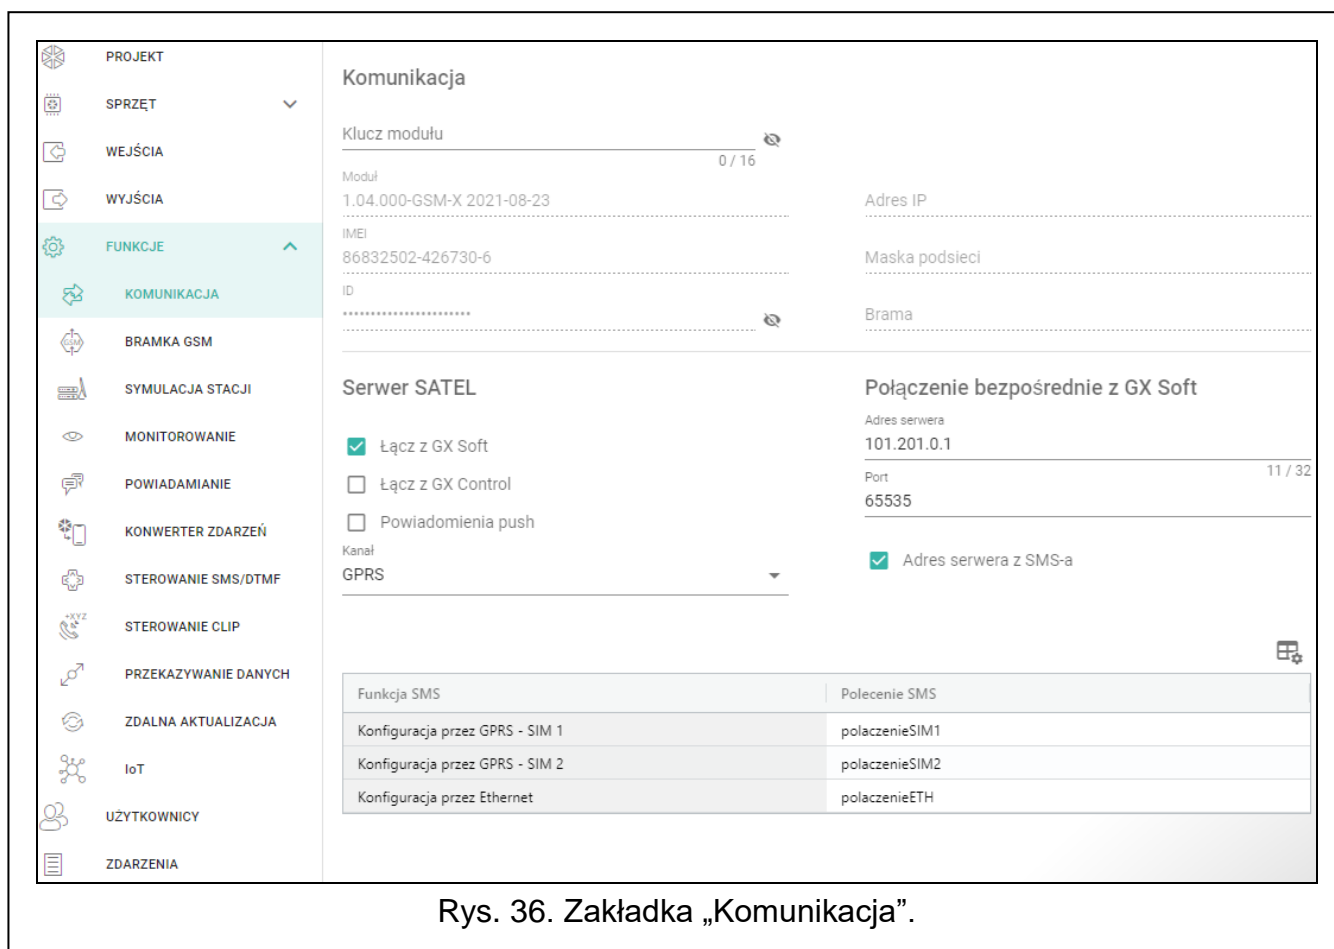 PROJEKT
SPRZĘT
WEJŚCIA
WYJŚCIA
FUNKCJE
KOMUNIKACJA
BRAMKA GSM
GSM
SYMULACJA STACJI
MONITOROWANIE
POWIADAMIANIE
KONWERTER ZDARZEŃ
STEROWANIE SMS/DTMF
+XYZ
STEROWANIE CLIP
PRZEKAZYWANIE DANYCH
ZDALNA AKTUALIZACJA
IoT
UŻYTKOWNICY
ZDARZENIA
Komunikacja
Klucz modułu
0 / 16
Moduł
1.04.000-GSM-X 2021-08-23
IMEI
86832502-426730-6
ID
••••••••••••••••••••••
Adres IP
Maska podsieci
Brama
Serwer SATEL
Łącz z GX Soft
Łącz z GX Control
Powiadomienia push
Kanał
GPRS
Połączenie bezpośrednie z GX Soft
Adres serwera
101.201.0.1
11 / 32
Port
65535
Adres serwera z SMS-a
Funkcja SMS Polecenie SMS
Konfiguracja przez GPRS - SIM 1 polaczenieSIM1
Konfiguracja przez GPRS - SIM 2 polaczenieSIM2
Konfiguracja przez Ethernet polaczenieETH
Rys. 36. Zakładka „Komunikacja”.